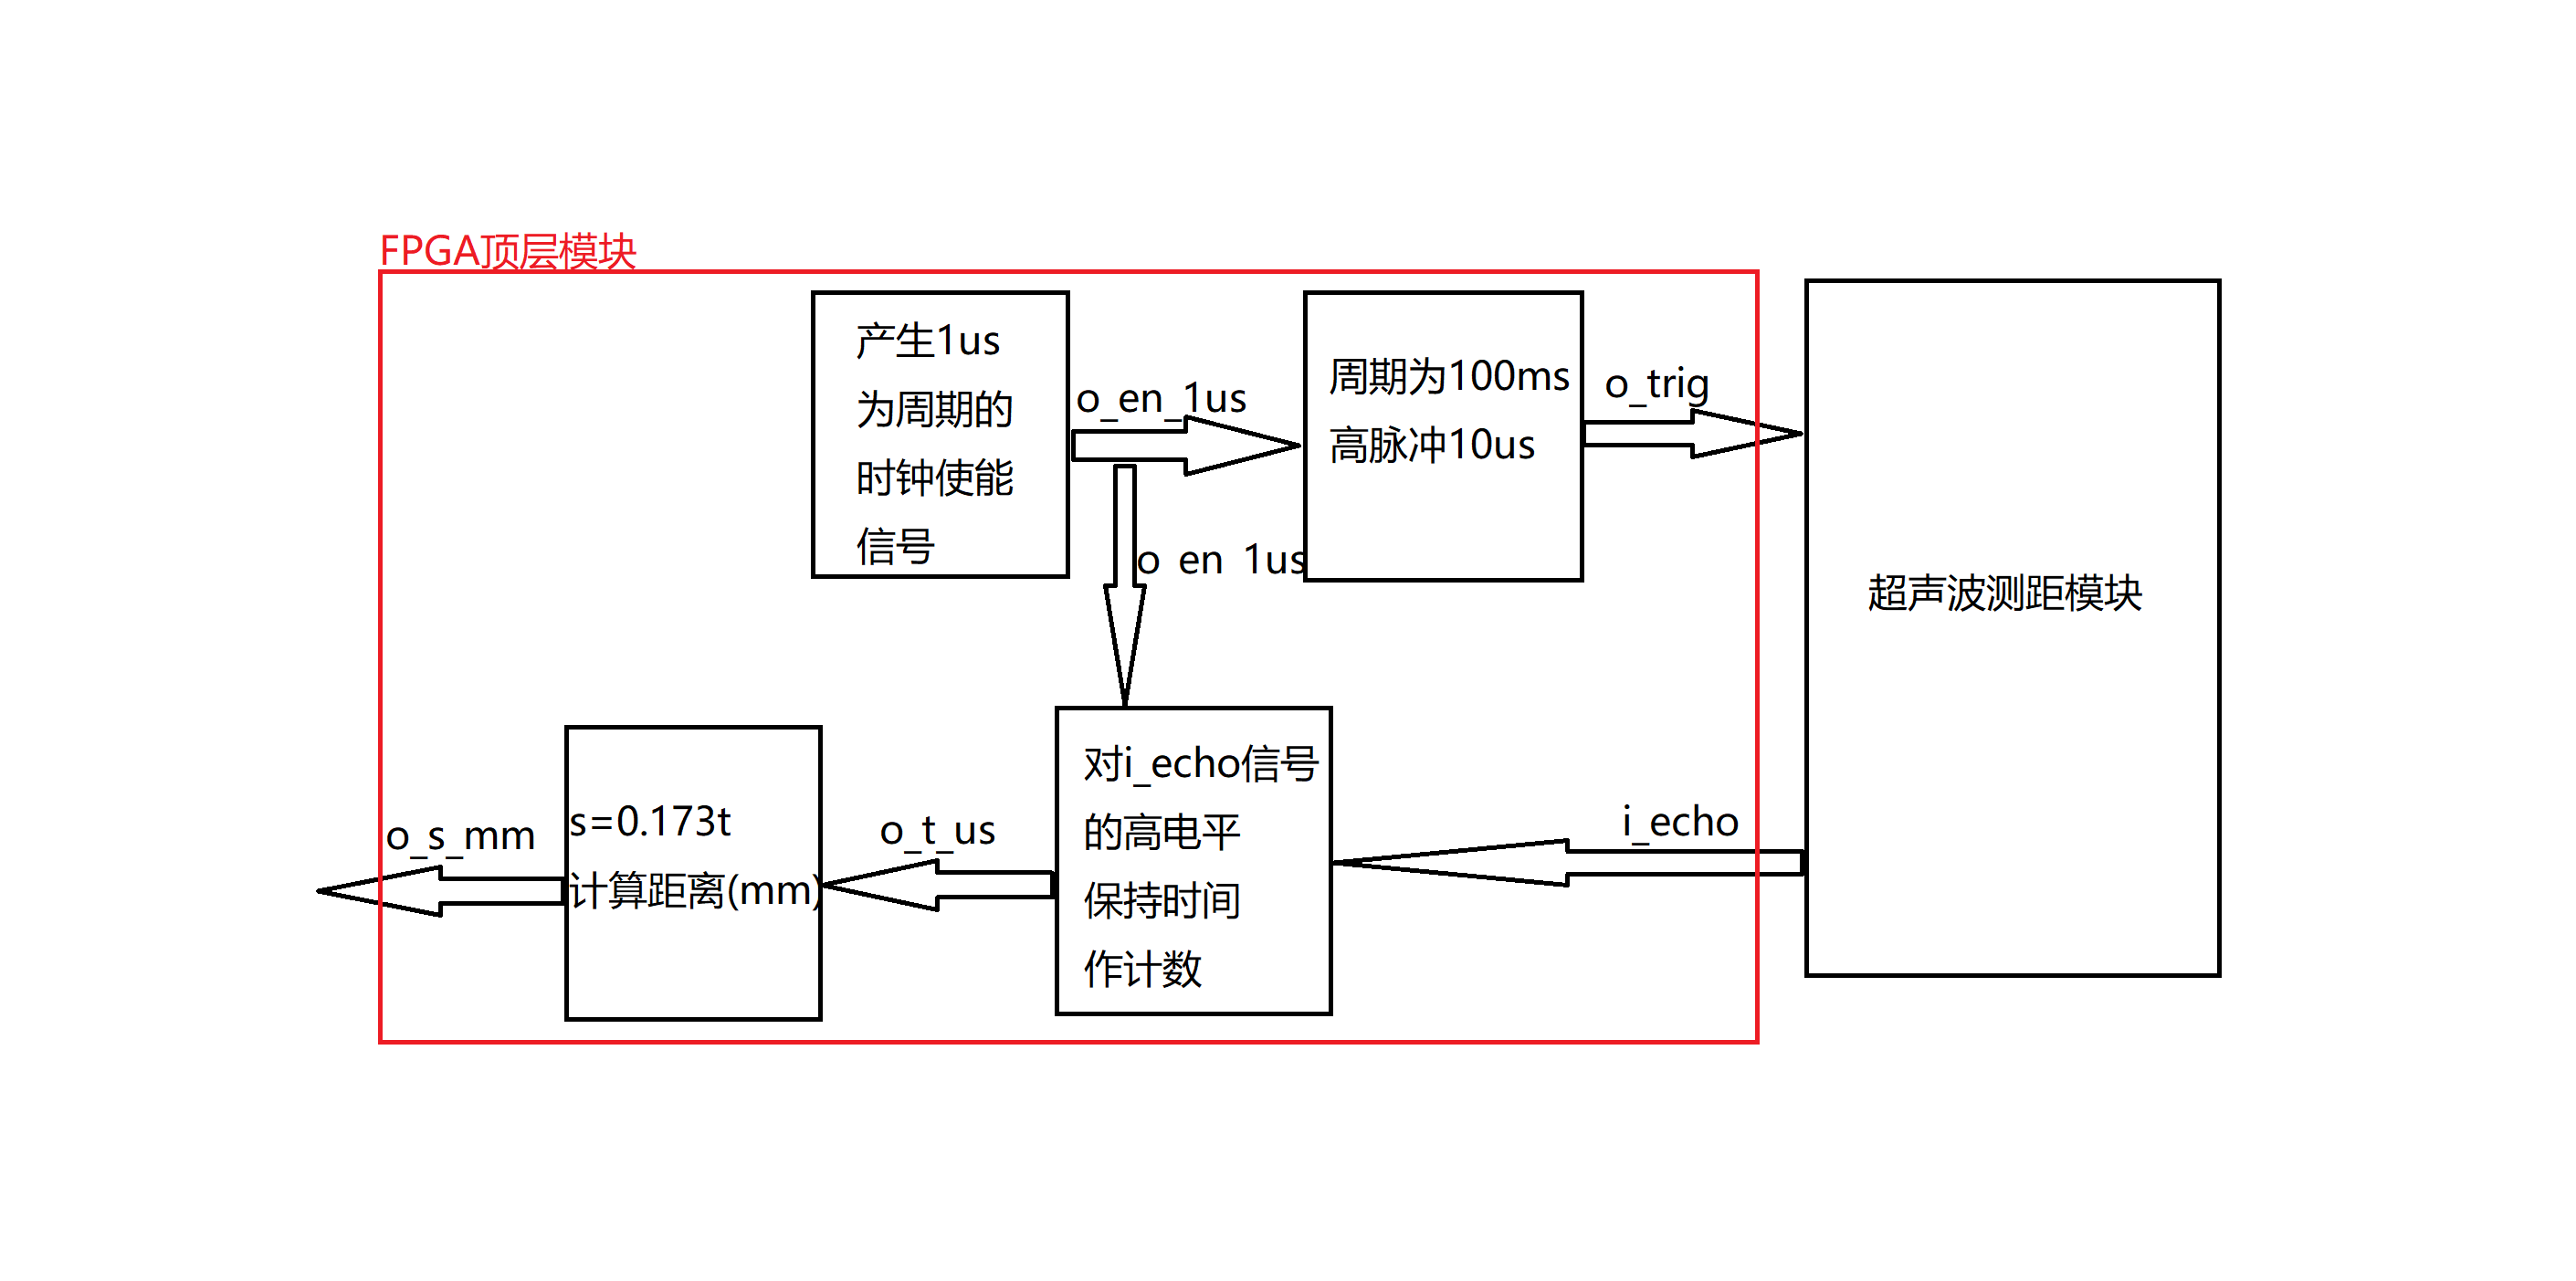 FPGA顶层模块
产生1us
为周期的
时钟使能
信号
o_en_1us
周期为100ms
高脉冲10us
o_trig
o_en_1us
超声波测距模块
对i_echo信号
的高电平
保持时间
作计数
i_echo
o_t_us
s=0.173t
计算距离(mm)
o_s_mm